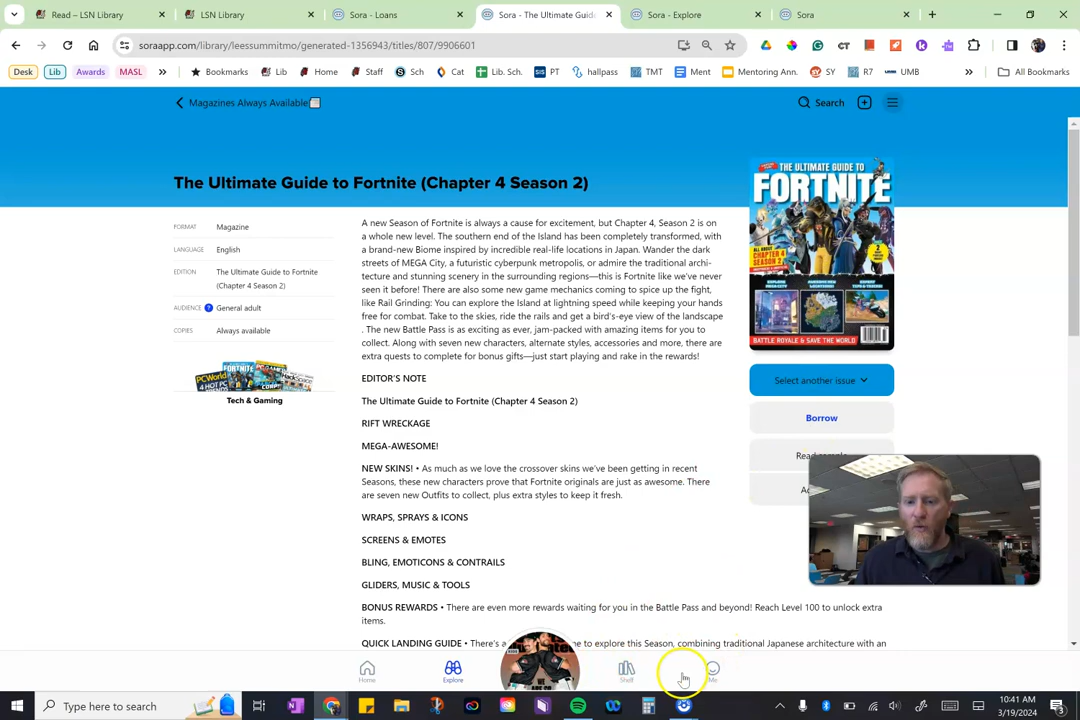 Read – LSN Library
LSN Library
Sora - Loans
Sora - The Ultimate Guide
Sora - Explore
Sora
soraapp.com/library/leessummitmo/generated-1356943/titles/807/9906601
CT
Desk
Lib
Awards
MASL
Bookmarks
Lib
Home
Staff
Sch
Cat
Lib. Sch.
PT
hallpass
TMT
Ment
Mentoring Ann.
SY
R7
UMB
All Bookmarks
Magazines Always Available
Search
The Ultimate Guide to Fortnite (Chapter 4 Season 2)
FORMAT Magazine
LANGUAGE English
EDITION The Ultimate Guide to Fortnite
(Chapter 4 Season 2)
AUDIENCE ? General adult
COPIES Always available
PCWorld
Tech & Gaming
A new Season of Fortnite is always a cause for excitement, but Chapter 4, Season 2 is on
a whole new level. The southern end of the Island has been completely transformed, with
a brand-new Biome inspired by incredible real-life locations in Japan. Wander the dark
streets of MEGA City, a futuristic cyberpunk metropolis, or admire the traditional archi-
tecture and stunning scenery in the surrounding regions—this is Fortnite like we've never
seen it before! There are also some new game mechanics coming to spice up the fight,
like Rail Grinding: You can explore the Island at lightning speed while keeping your hands
free for combat. Take to the skies, ride the rails and get a bird's-eye view of the landscape
. The new Battle Pass is as exciting as ever, jam-packed with amazing items for you to
collect. Along with seven new characters, alternate styles, accessories and more, there are
extra quests to complete for bonus gifts—just start playing and rake in the rewards!
EDITOR'S NOTE
The Ultimate Guide to Fortnite (Chapter 4 Season 2)
RIFT WRECKAGE
MEGA-AWESOME!
NEW SKINS! • As much as we love the crossover skins we've been getting in recent
Seasons, these new characters prove that Fortnite originals are just as awesome. There
are seven new Outfits to collect, plus extra styles to keep it fresh.
WRAPS, SPRAYS & ICONS
SCREENS & EMOTES
BLING, EMOTICONS & CONTRAILS
GLIDERS, MUSIC & TOOLS
BONUS REWARDS • There are even more rewards waiting for you in the Battle Pass and beyond! Reach Level 100 to unlock extra
items.
QUICK LANDING GUIDE • There's a
me to explore this Season, combining traditional Japanese architecture with an
THE ULTIMATE GUIDE TO
FORTNITE
ALL ABOUT
CHAPTER 4
SEASON 2
BATTLE ROYALE & SAVE THE WORLD
Select another issue
Borrow
Read
Home
Explore
Shelf
Me
Type here to search
10:41 AM
3/19/2024
3